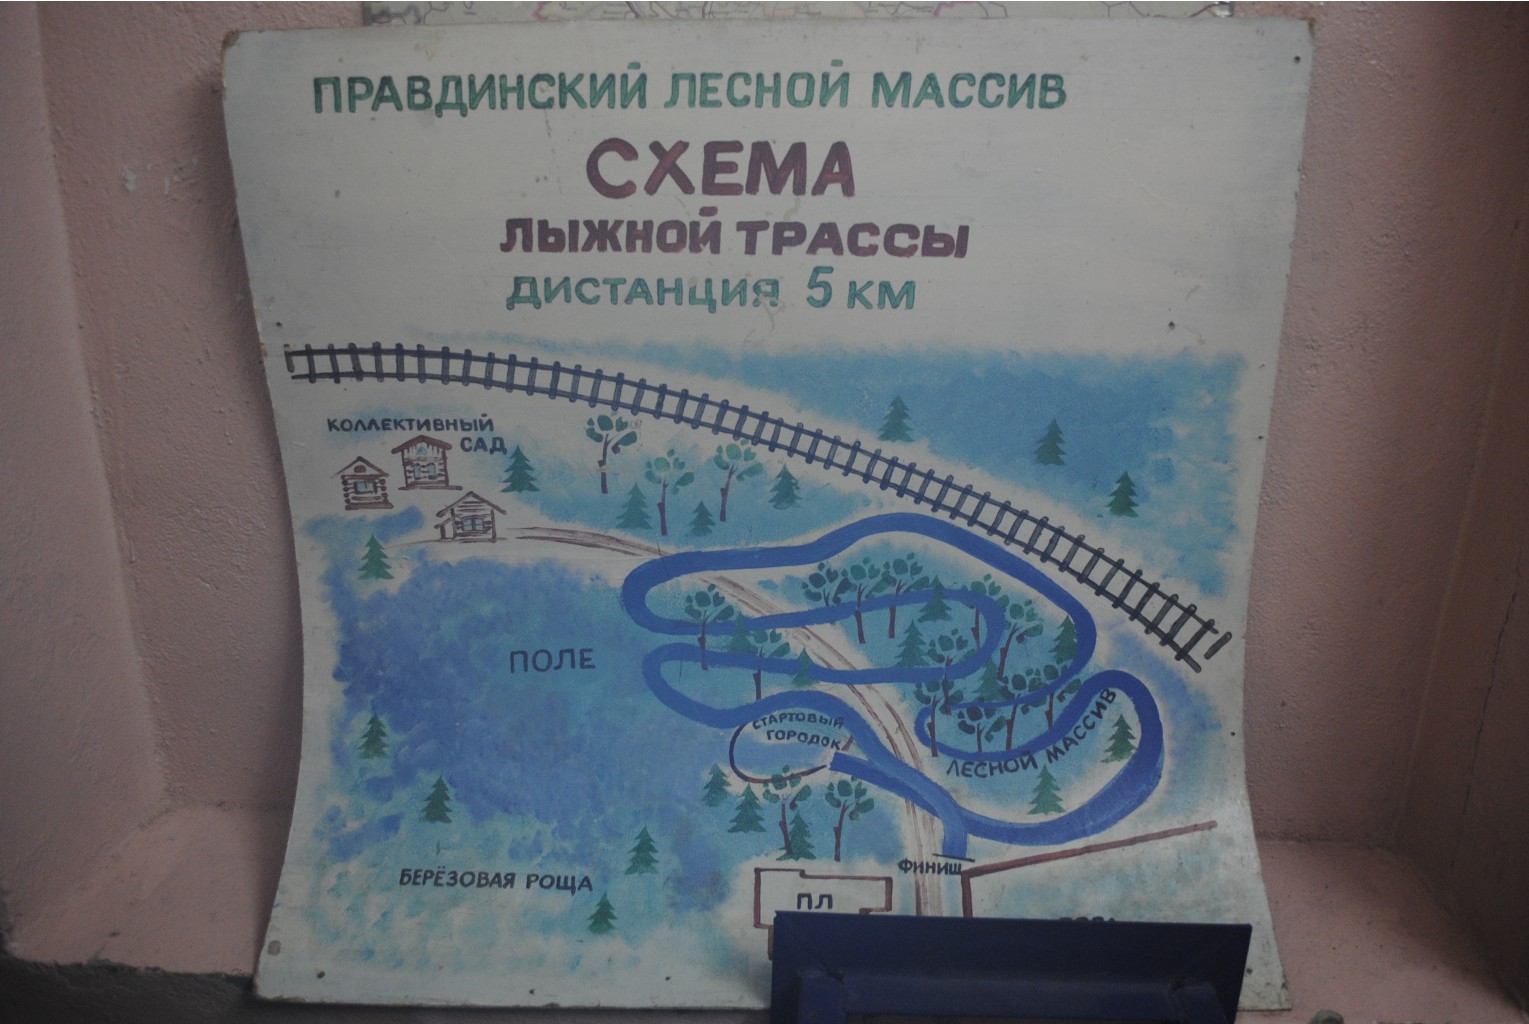 ПРАВДИНСКИЙ ЛЕСНОЙ МАССИВ
СХЕМА
ЛЫЖНОЙ ТРАССЫ
ДИСТАНЦИЯ 5 КМ
КОЛЛЕКТИВНЫЙ
САД
ПОЛЕ
СТАРТОВЫЙ
ГОРОДОК
ЛЕСНОЙ МАССИВ
БЕРЁЗОВАЯ РОЩА
ФИНИШ
ПЛ